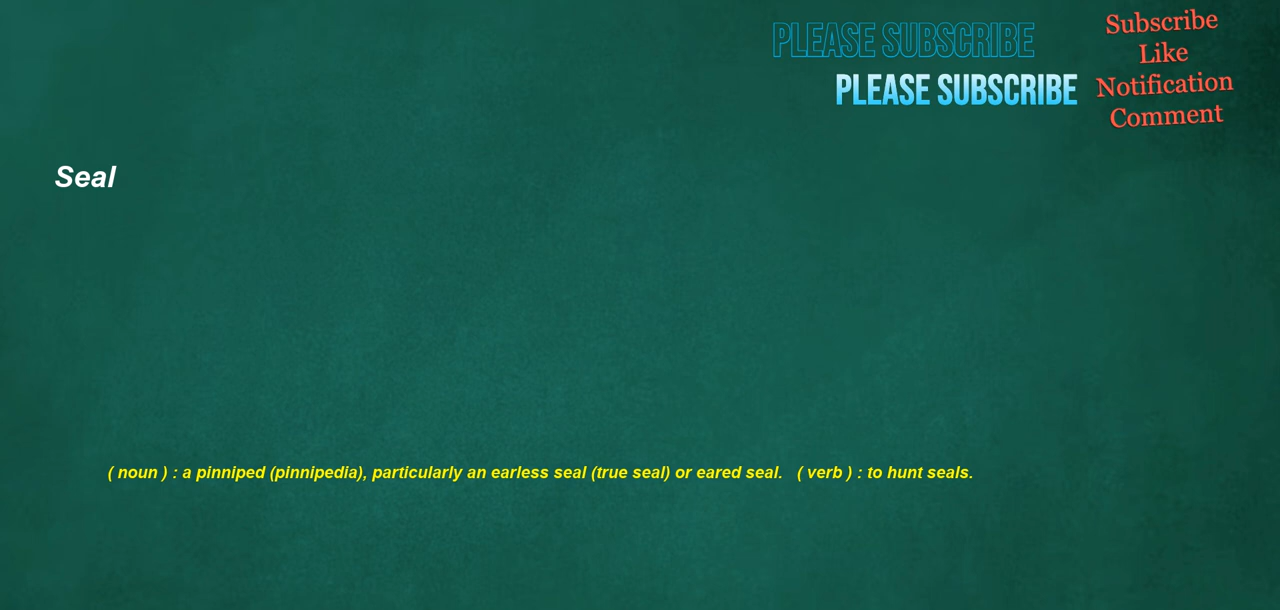 PLEASE SUBSCRIBE
PLEASE SUBSCRIBE
Subscribe
Like
Notification
Comment
Seal
( noun ) : a pinniped (pinnipedia), particularly an earless seal (true seal) or eared seal.   ( verb ) : to hunt seals.